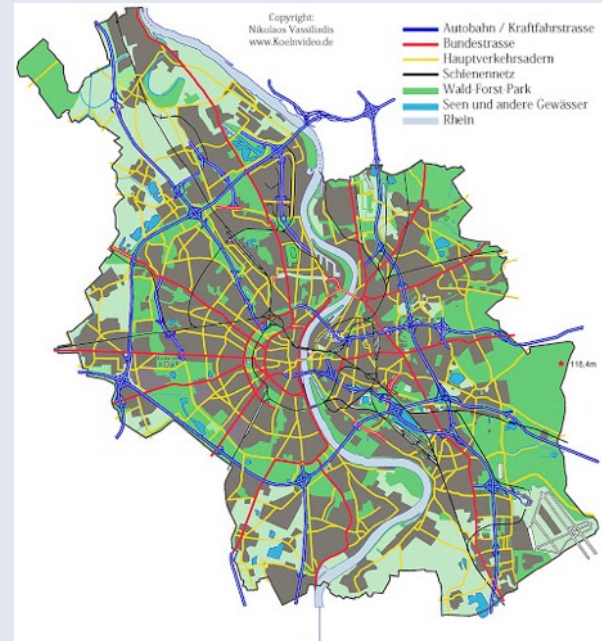 Copyright:
Nikolaos Vassiliadis
www.Koelnvideo.de
Autobahn / Kraftfahrstrasse
Bundestrasse
Hauptverkehrsadern
Schienennetz
Wald-Forst-Park
Seen und andere Gewässer
Rhein
118,4m